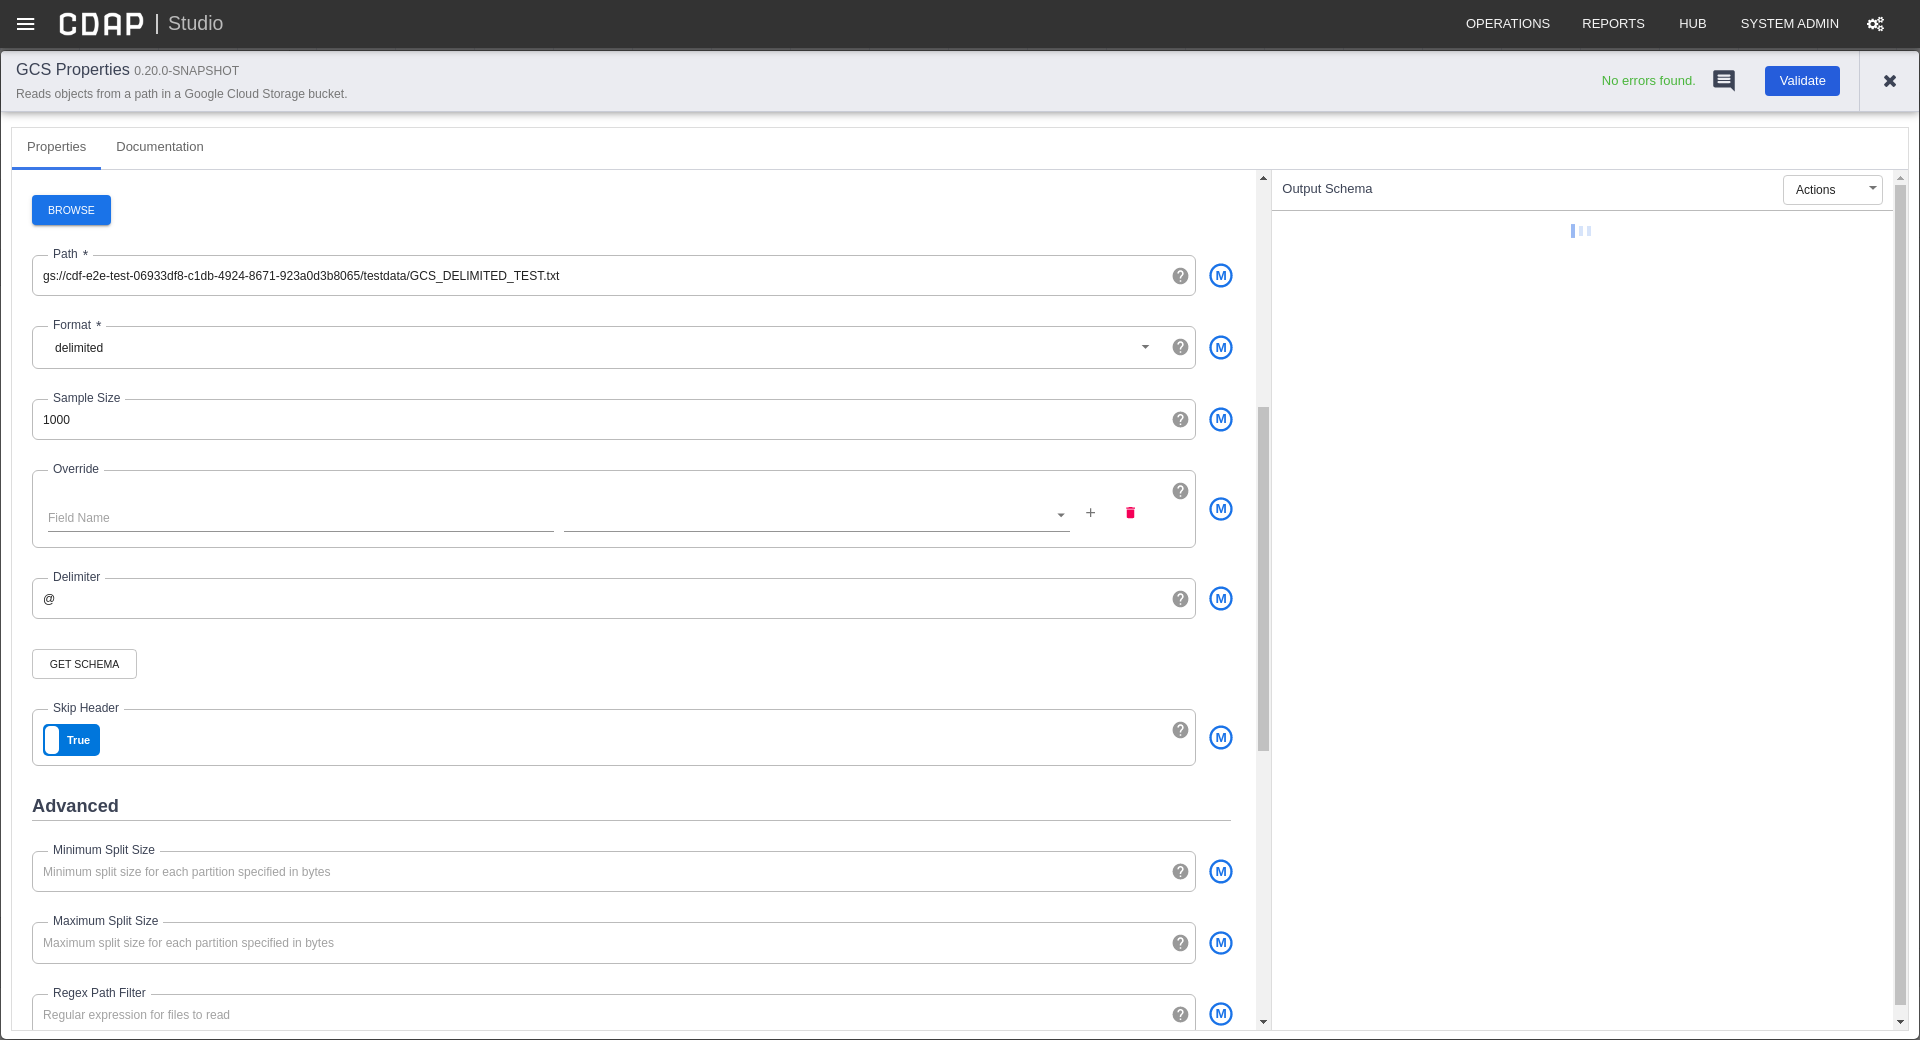 CDAP | Studio
OPERATIONS REPORTS HUB SYSTEM ADMIN
GCS Properties 0.20.0-SNAPSHOT
Reads objects from a path in a Google Cloud Storage bucket.
No errors found.
Validate
Properties
Documentation
BROWSE
Path *
gs://cdf-e2e-test-06933df8-c1db-4924-8671-923a0d3b8065/testdata/GCS_DELIMITED_TEST.txt
M
Format *
delimited
M
Sample Size
1000
M
Override
Field Name
M
Delimiter
@
M
GET SCHEMA
Skip Header
True
M
Advanced
Minimum Split Size
Minimum split size for each partition specified in bytes
M
Maximum Split Size
Maximum split size for each partition specified in bytes
M
Regex Path Filter
Regular expression for files to read
M
Output Schema
Actions